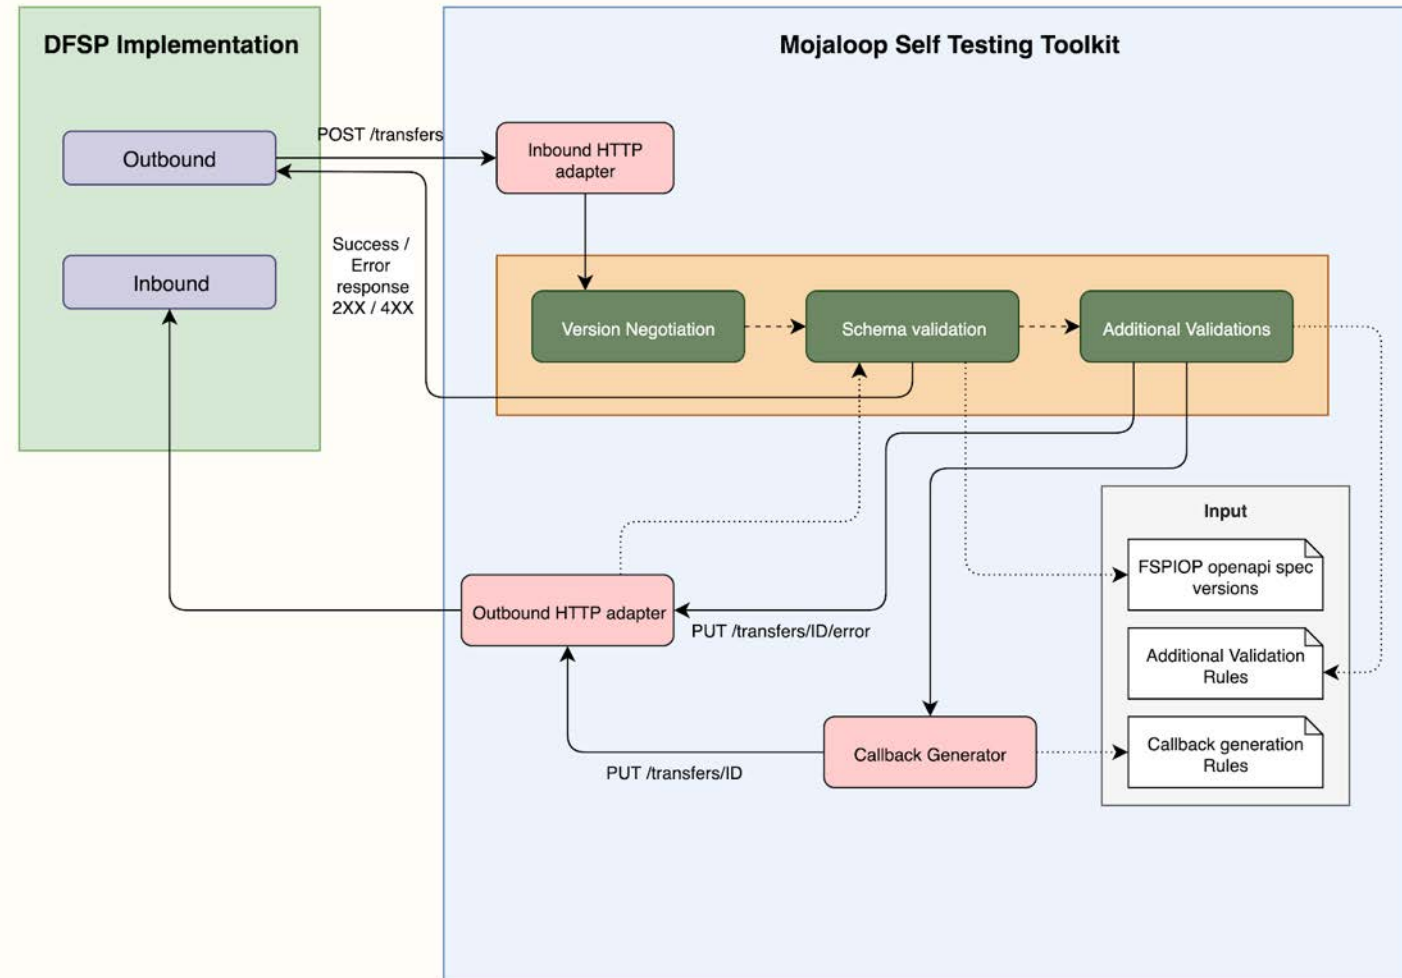 DFSP Implementation
Mojaloop Self Testing Toolkit
POST /transfers
Outbound
Inbound HTTP
adapter
Success /
Error
response
2XX / 4XX
Inbound
Version Negotiation
Schema validation
Additional Validations
Input
FSPIOP openapi spec
versions
Outbound HTTP adapter
PUT /transfers/ID/error
Additional Validation
Rules
Callback Generator
Callback generation
Rules
PUT /transfers/ID